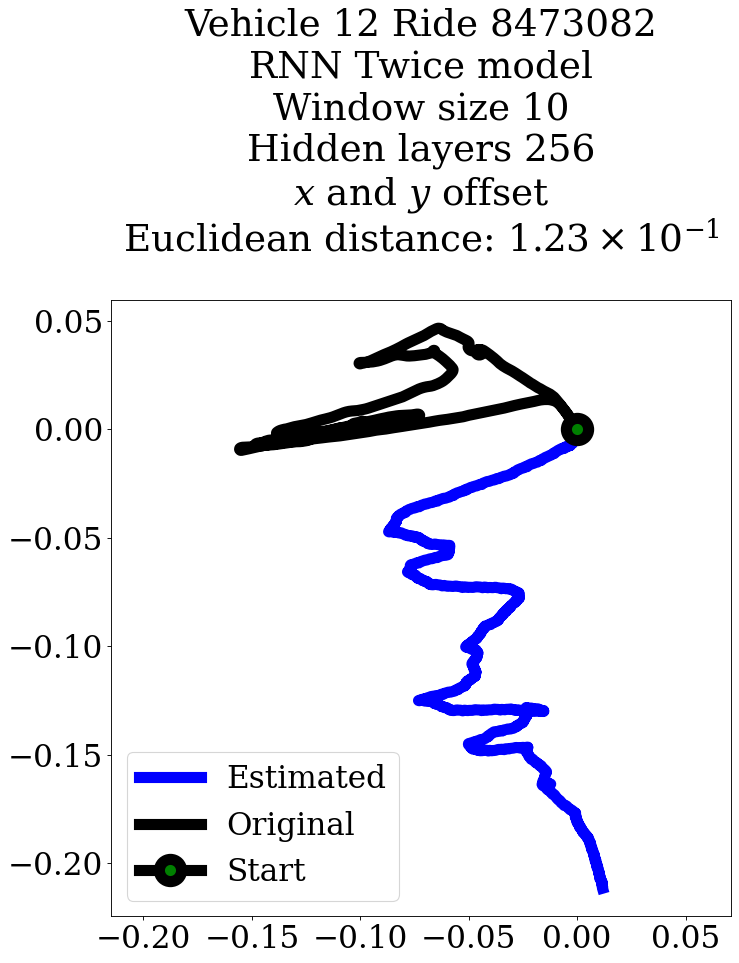 Vehicle 12 Ride 8473082
RNN Twice model
Window size 10
Hidden layers 256
x and y offset
Euclidean distance: 1.23 × 10⁻¹
0.05
0.00
−0.05
−0.10
−0.15
−0.20
Estimated
Original
Start
−0.20 −0.15 −0.10 −0.05 0.00 0.05